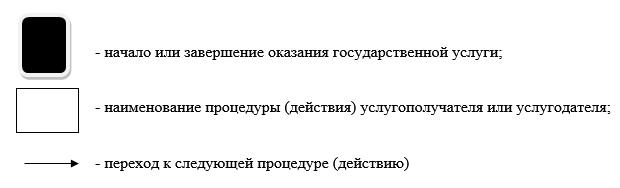 - начало или завершение оказания государственной услуги;
- наименование процедуры (действия) услугополучателя или услугодателя;
- переход к следующей процедуре (действию)